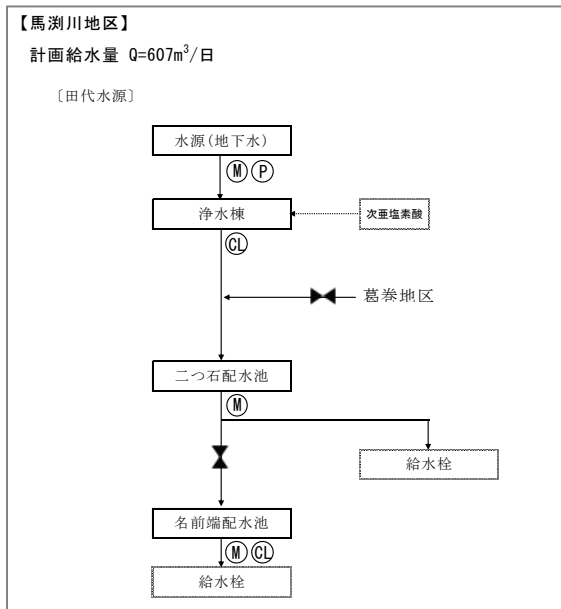 【馬渕川地区】
計画給水量 Q=607m³/日
〔田代水源〕
水源(地下水)
M P
浄水棟
次亜塩素酸
CL
葛巻地区
二つ石配水池
M
給水栓
名前端配水池
M CL
給水栓